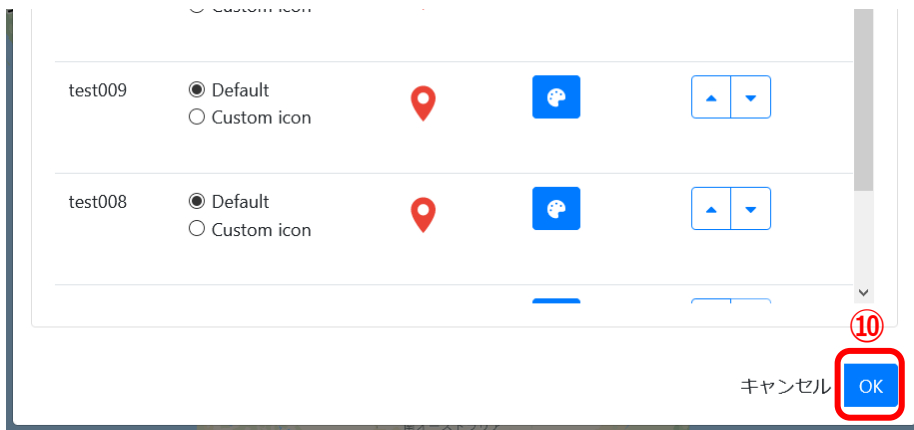 Custom icon
test009
Default
Custom icon
test008
Default
Custom icon
⑩
キャンセル OK